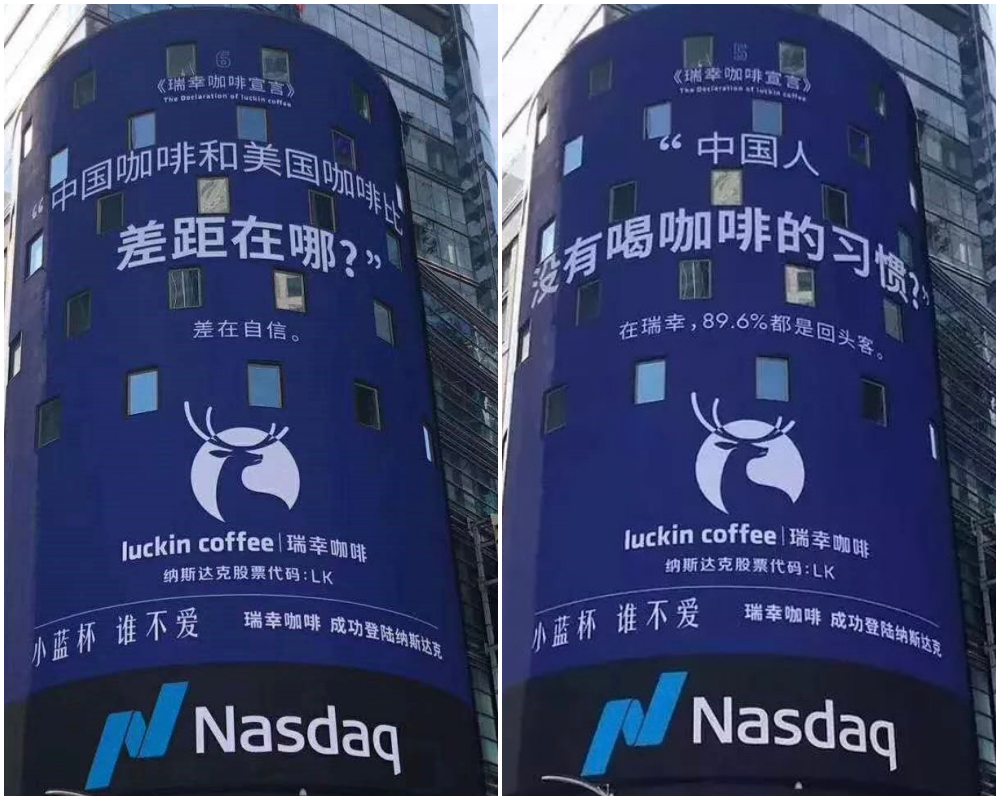 6
《瑞幸咖啡宣言》
The Declaration of luckin coffee
“中国咖啡和美国咖啡比
差距在哪?”
差在自信。
luckin coffee | 瑞幸咖啡
纳斯达克股票代码:LK
小蓝杯 谁不爱
瑞幸咖啡 成功登陆纳斯达克
Nasdaq
5
《瑞幸咖啡宣言》
The Declaration of luckin coffee
“中国人
没有喝咖啡的习惯?”
在瑞幸,89.6%都是回头客。
luckin coffee | 瑞幸咖啡
纳斯达克股票代码:LK
小蓝杯 谁不爱
瑞幸咖啡 成功登陆纳斯达克
Nasdaq